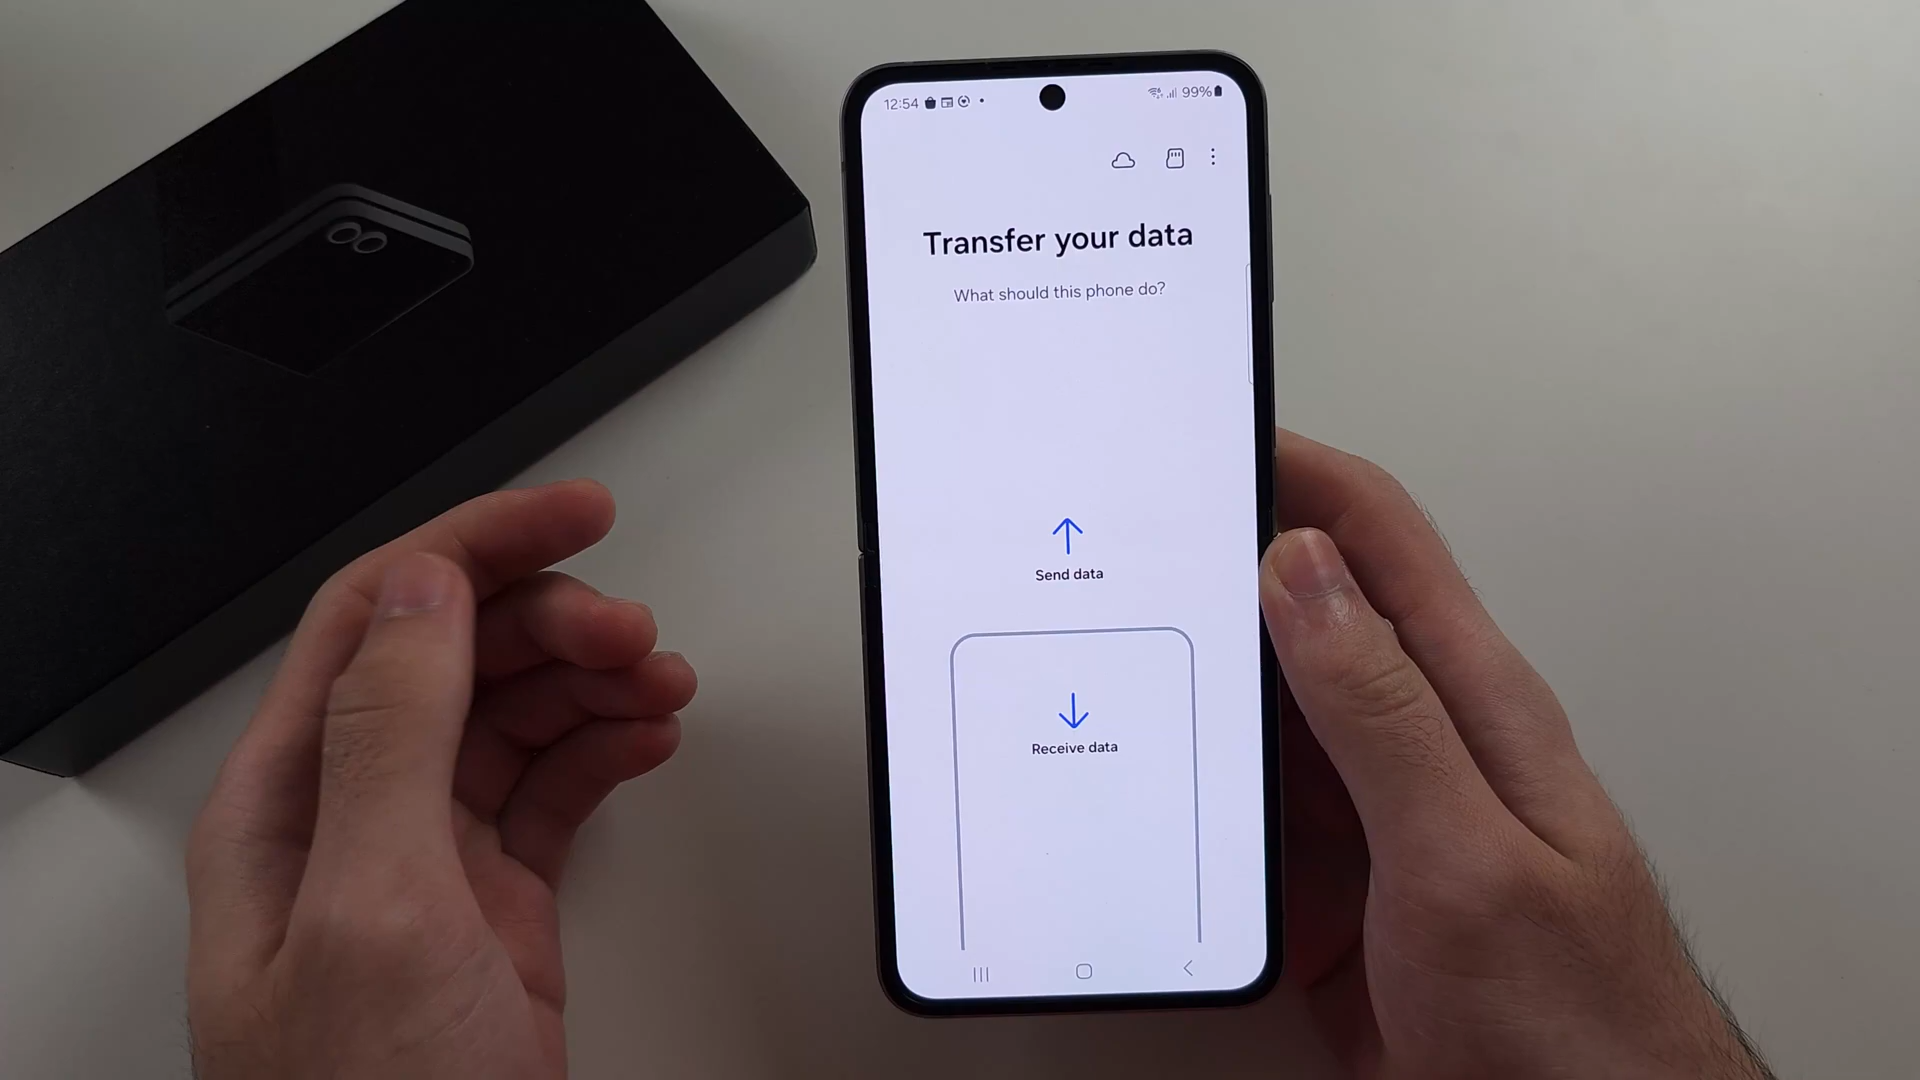 12:54
99%
Transfer your data
What should this phone do?
Send data
Receive data